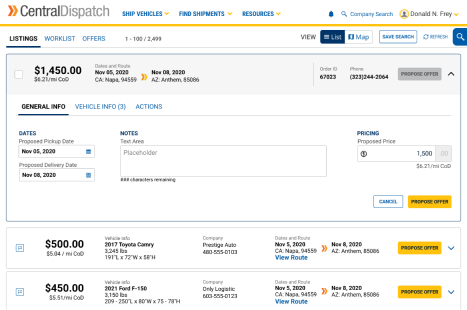 CentralDispatch SHIP VEHICLES FIND SHIPMENTS RESOURCES Company Search Donald N. Frey
LISTINGS WORKLIST OFFERS 1 - 100 / 2,499 VIEW List Map SAVE SEARCH REFRESH
$1,450.00
$6.21/mi CoD
Dates and Route
Nov 05, 2020 Nov 08, 2020
CA: Napa, 94559 AZ: Anthem, 85086
Order ID
67023
Phone
(323)244-2064
PROPOSE OFFER
GENERAL INFO VEHICLE INFO (3) ACTIONS
DATES
Proposed Pickup Date
Nov 05, 2020
Proposed Delivery Date
Nov 08, 2020
NOTES
Text Area
Placeholder
### characters remaining
PRICING
Proposed Price
1,500 00
$6.21/mi CoD
CANCEL PROPOSE OFFER
$500.00
$5.04 / mi CoD
Vehicle Info
2017 Toyota Camry
3,245 lbs
191"L x 72"W x 58"H
Company
Prestige Auto
480-555-0103
Dates and Route
Nov 5, 2020 Nov 8, 2020
CA: Napa, 94559 AZ: Anthem, 85086
View Route
PROPOSE OFFER
$450.00
$5.51/mi CoD
Vehicle Info
2021 Ford F-150
3,150 lbs
209 - 250"L x 80"W x 75 - 78"H
Company
Only Logistic
603-555-0123
Dates and Route
Nov 5, 2020 Nov 8, 2020
CA: Napa, 94559 AZ: Anthem, 85086
View Route
PROPOSE OFFER